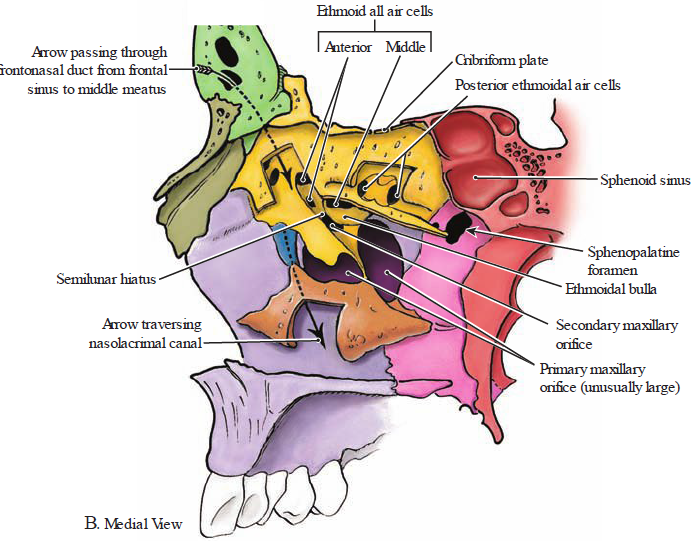 Ethmoid all air cells
Anterior Middle
Arrow passing through
frontonasal duct from frontal
sinus to middle meatus
Cribriform plate
Posterior ethmoidal air cells
Sphenoid sinus
Sphenopalatine
foramen
Ethmoidal bulla
Semilunar hiatus
Secondary maxillary
orifice
Arrow traversing
nasolacrimal canal
Primary maxillary
orifice (unusually large)
B. Medial View